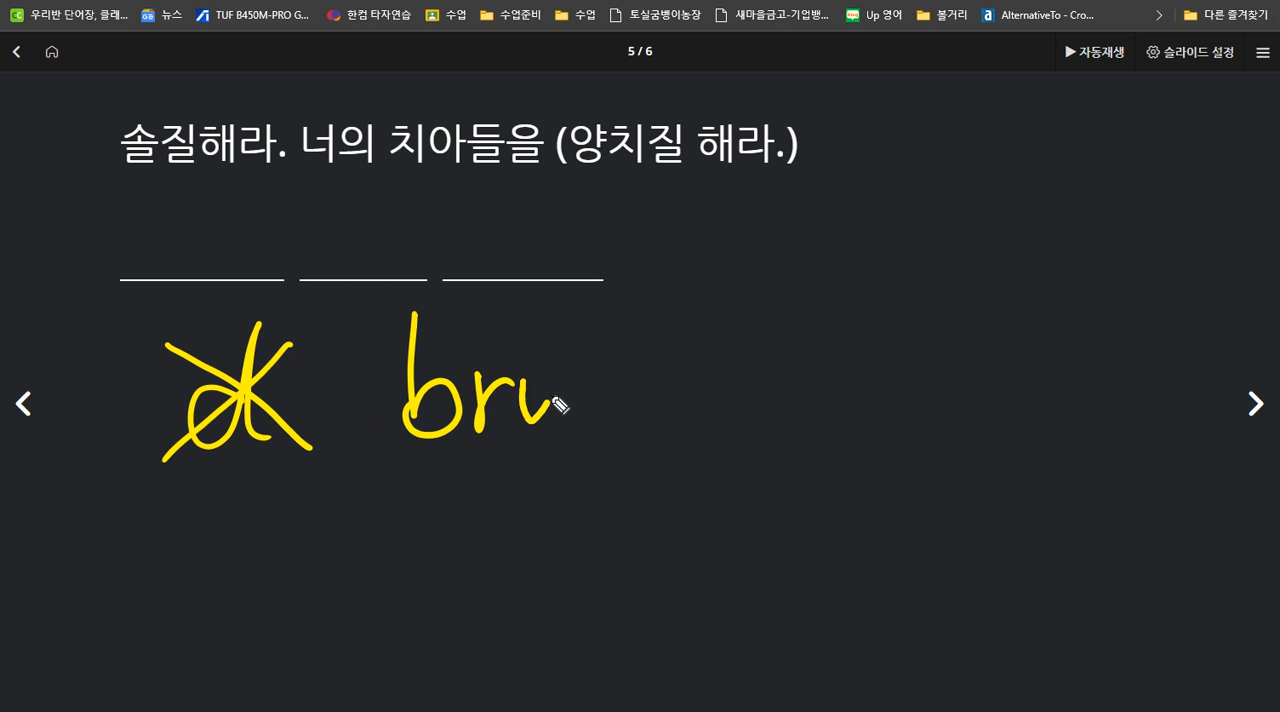 우리반 단어장, 클래... 뉴스 TUF B450M-PRO G... 한컴 타자연습 수업 수업준비 수업 토실굼벵이농장 새마을금고-기업뱅... Up 영어 볼거리 AlternativeTo - Cro... 다른 즐겨찾기
5 / 6 자동재생 슬라이드 설정
솔질해라. 너의 치아들을 (양치질 해라.)
d bru